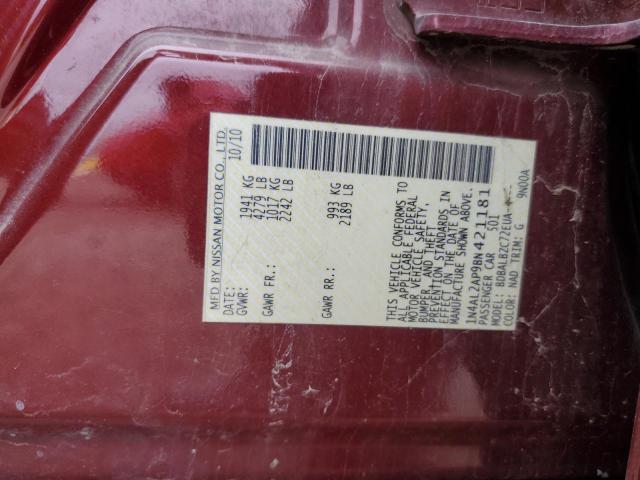 MFD BY NISSAN MOTOR CO., LTD.
DATE: 10/10
GVWR: 1941 KG
4279 LB
GAWR FR.: 1017 KG
2242 LB
GAWR RR.: 993 KG
2189 LB
THIS VEHICLE CONFORMS TO
ALL APPLICABLE FEDERAL
MOTOR VEHICLE SAFETY,
BUMPER, AND THEFT
PREVENTION STANDARDS IN
EFFECT ON THE DATE OF
MANUFACTURE SHOWN ABOVE.
1N4AL2AP9BN421181
PASSENGER CAR 501
MODEL: BDBALBZC72EUA
COLOR: NAD TRIM: G 9N00A